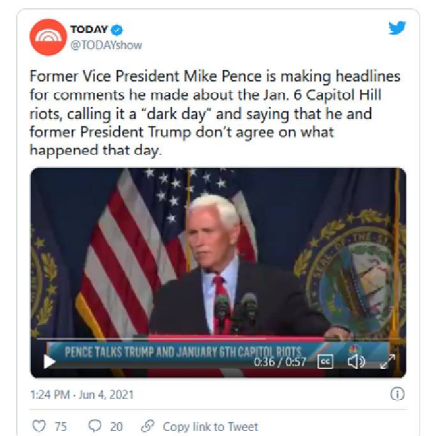 TODAY
@TODAYshow
Former Vice President Mike Pence is making headlines
for comments he made about the Jan. 6 Capitol Hill
riots, calling it a “dark day” and saying that he and
former President Trump don’t agree on what
happened that day.
PENCE TALKS TRUMP AND JANUARY 6TH CAPITOL RIOTS
0:36 / 0:57 CC
1:24 PM · Jun 4, 2021
75 20 Copy link to Tweet